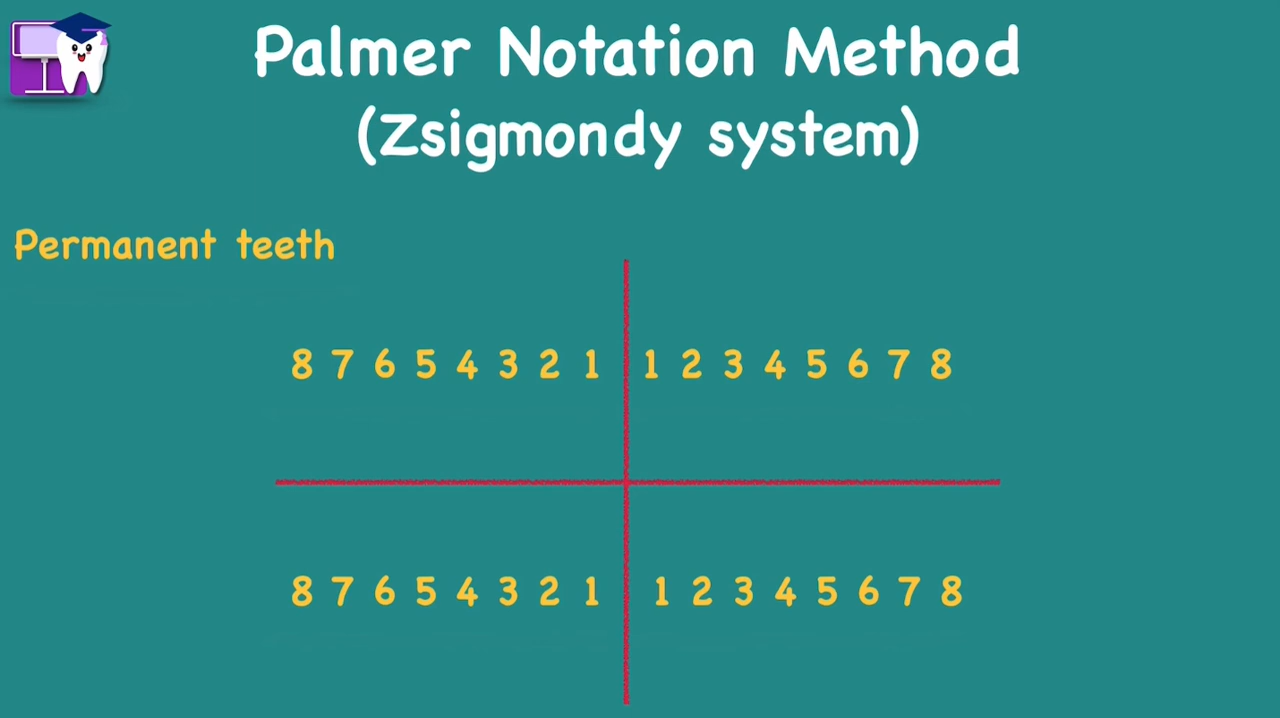 Palmer Notation Method
(Zsigmondy system)
Permanent teeth
8 7 6 5 4 3 2 1 1 2 3 4 5 6 7 8
8 7 6 5 4 3 2 1 1 2 3 4 5 6 7 8